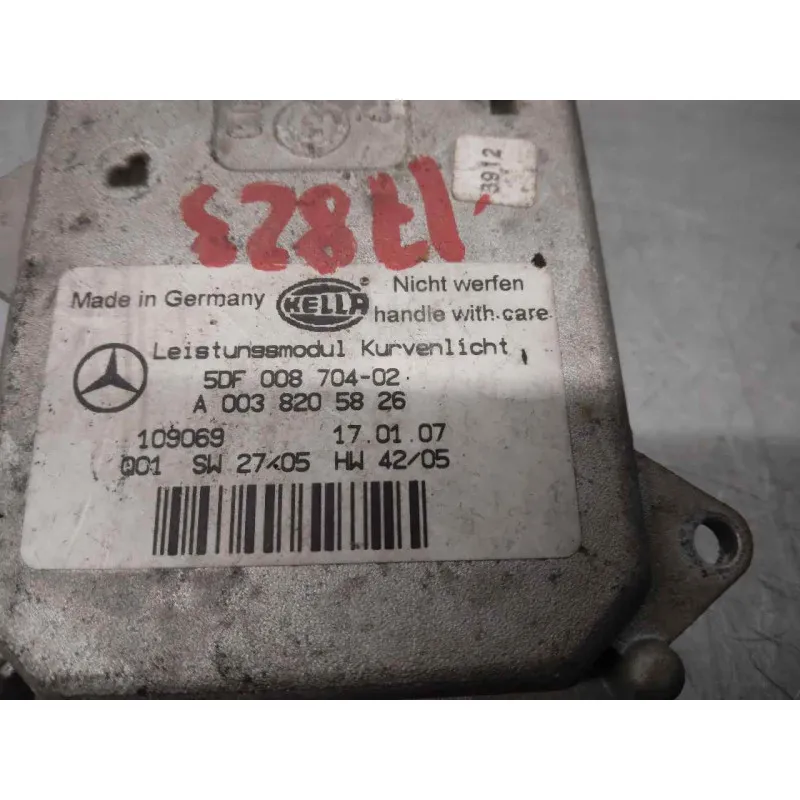 3912
17823
Made in Germany HELLA ® Nicht werfen
handle with care
Leistungsmodul Kurvenlicht
5DF 008 704-02
A 003 820 58 26
109069 17.01.07
Q01 SW 27/05 HW 42/05